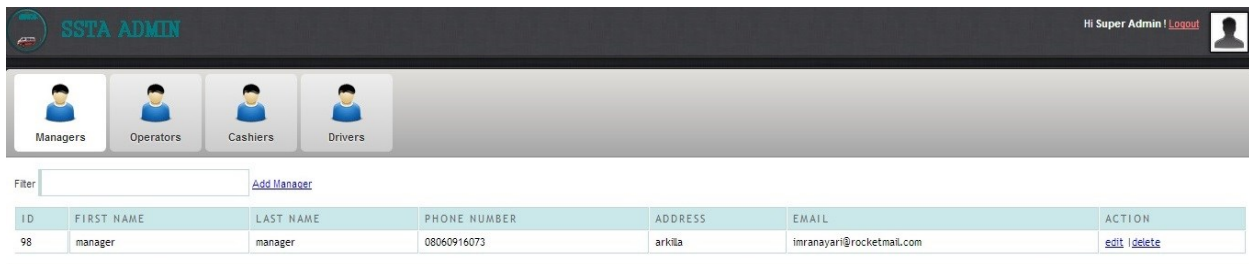 SSTA ADMIN
Hi Super Admin ! Logout
Managers Operators Cashiers Drivers
Filter Add Manager
ID FIRST NAME LAST NAME PHONE NUMBER ADDRESS EMAIL ACTION
98 manager manager 08060916073 arkilla imranayari@rocketmail.com edit |delete